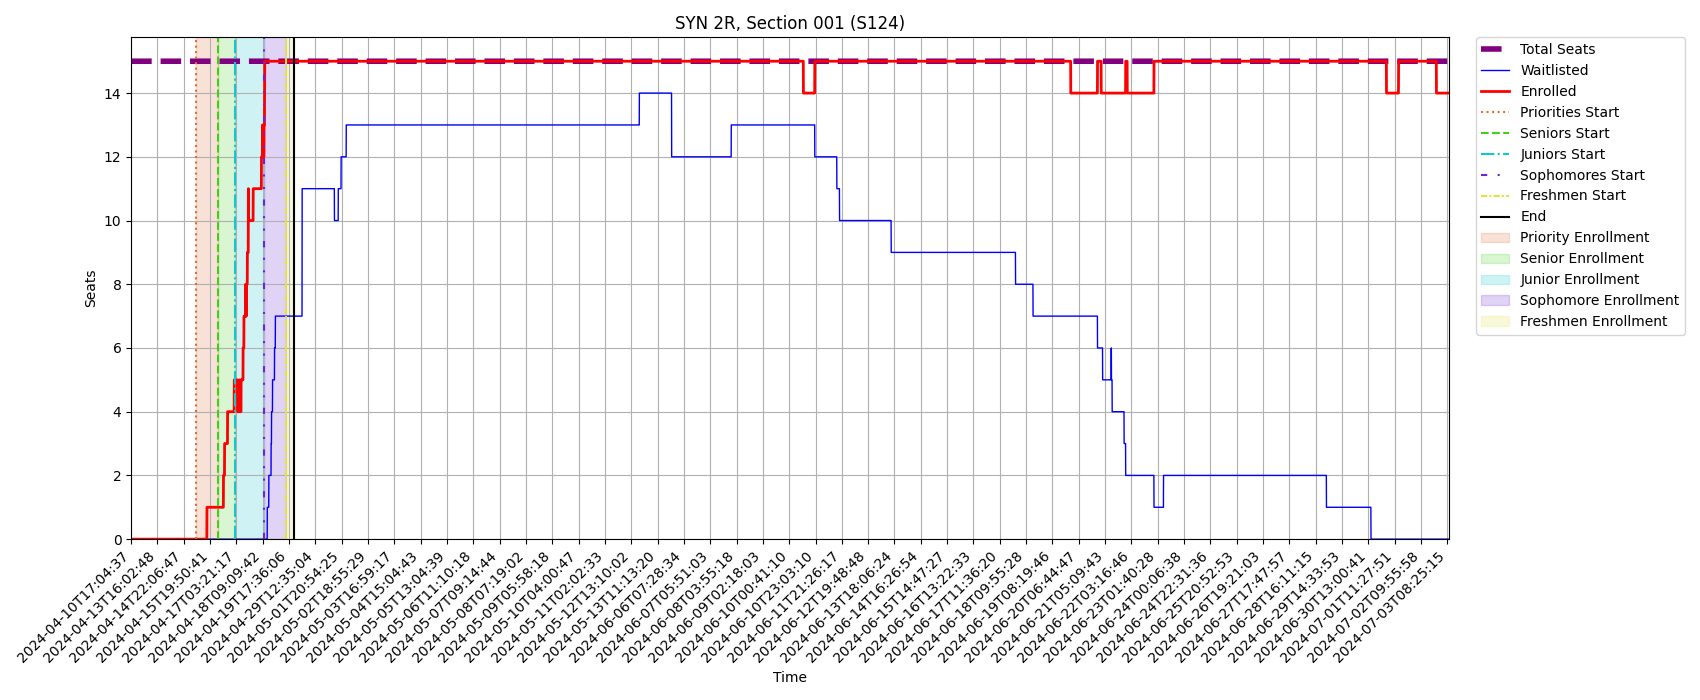 SYN 2R, Section 001 (S124)
Total Seats
Waitlisted
Enrolled
Priorities Start
Seniors Start
Juniors Start
Sophomores Start
Freshmen Start
End
Priority Enrollment
Senior Enrollment
Junior Enrollment
Sophomore Enrollment
Freshmen Enrollment
Seats
14
12
10
8
6
4
2
0
2024-04-10T17:04:37
2024-04-13T16:02:48
2024-04-14T22:06:47
2024-04-15T19:50:41
2024-04-17T03:21:17
2024-04-18T09:09:42
2024-04-19T17:36:06
2024-04-29T12:35:04
2024-05-01T20:54:25
2024-05-02T18:55:29
2024-05-03T16:59:17
2024-05-04T15:04:43
2024-05-05T13:04:39
2024-05-06T11:10:18
2024-05-07T09:14:44
2024-05-08T07:19:02
2024-05-09T05:58:18
2024-05-10T04:00:47
2024-05-11T02:02:33
2024-05-12T13:10:02
2024-05-13T11:13:20
2024-06-06T07:28:34
2024-06-07T05:51:03
2024-06-08T03:55:18
2024-06-09T02:18:03
2024-06-10T00:41:10
2024-06-10T23:03:10
2024-06-11T21:26:17
2024-06-12T19:48:48
2024-06-13T18:06:24
2024-06-14T16:26:54
2024-06-15T14:47:27
2024-06-16T13:22:33
2024-06-17T11:36:20
2024-06-18T09:55:28
2024-06-19T08:19:46
2024-06-20T06:44:47
2024-06-21T05:09:43
2024-06-22T03:16:46
2024-06-23T01:40:28
2024-06-24T00:06:38
2024-06-24T22:31:36
2024-06-25T20:52:53
2024-06-26T19:21:03
2024-06-27T17:47:57
2024-06-28T16:11:15
2024-06-29T14:33:53
2024-06-30T13:00:41
2024-07-01T11:27:51
2024-07-02T09:55:58
2024-07-03T08:25:15
Time